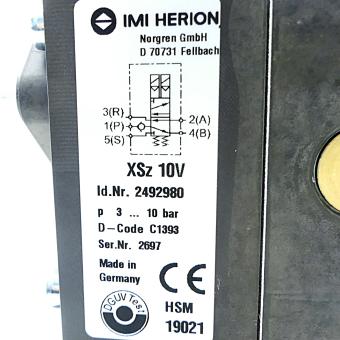 IMI HERION
Norgren GmbH
D 70731 Fellbach
3(R)
2(A)
1(P)
4(B)
5(S)
XSz 10V
Id.Nr. 2492980
p 3 ... 10 bar
D-Code C1393
Ser.Nr. 2697
Made in
Germany
CE
DGUV Test
HSM
19021